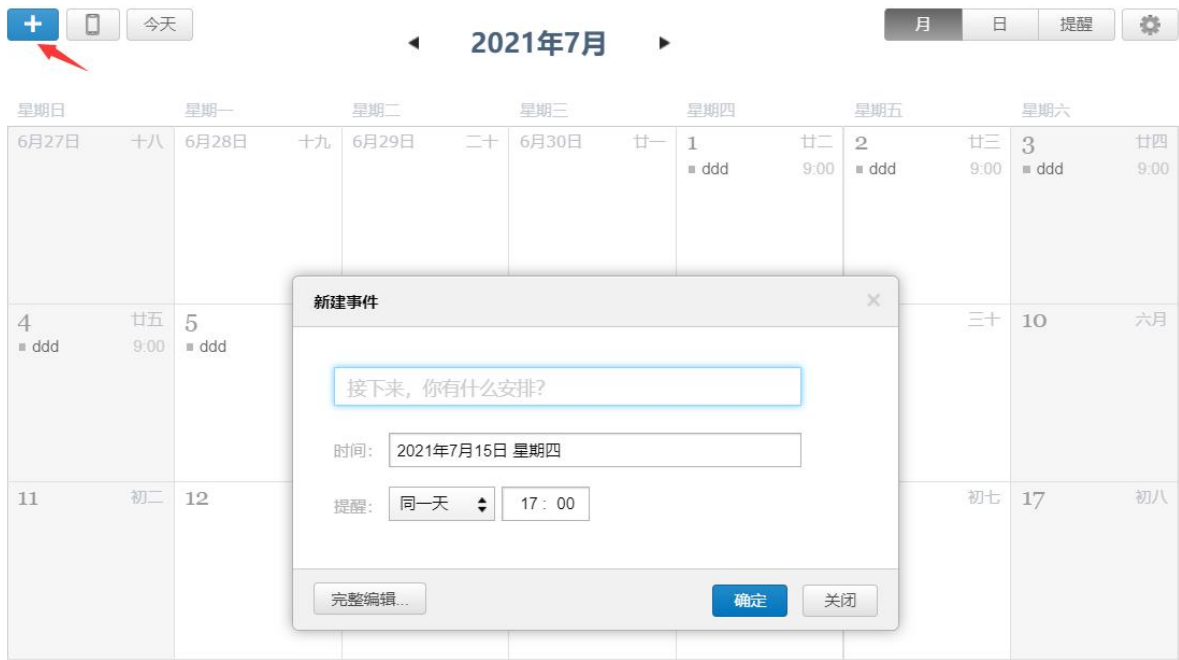 + 今天 2021年7月 月 日 提醒
星期日 星期一 星期二 星期三 星期四 星期五 星期六
6月27日 十八 6月28日 十九 6月29日 二十 6月30日 廿一 1 廿二 2 廿三 3 廿四
ddd 9:00 ddd 9:00 ddd 9:00
新建事件 ×
4 廿五 5 三十 10 六月
ddd 9:00 ddd
接下来，你有什么安排?
时间: 2021年7月15日 星期四
11 初二 12 初七 17 初八
提醒: 同一天 17 : 00
完整编辑... 确定 关闭